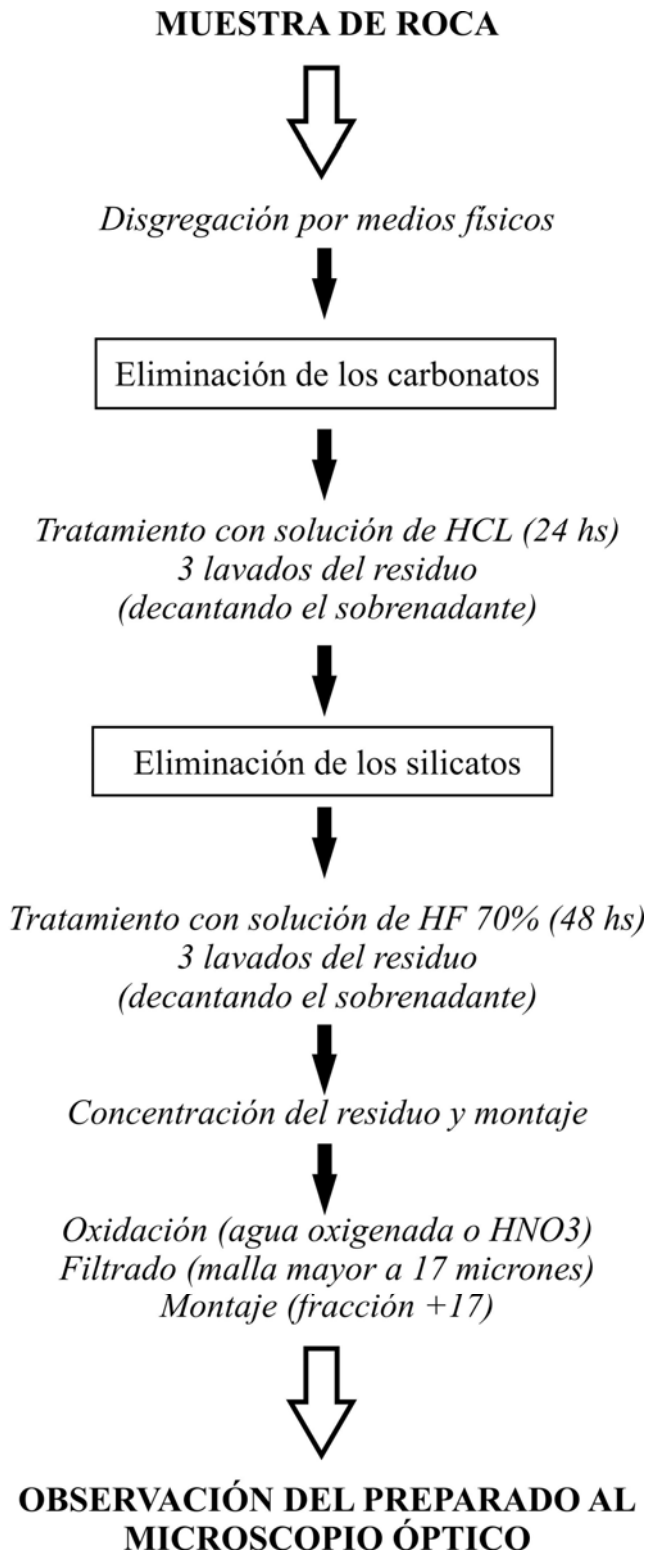 MUESTRA DE ROCA
Disgregación por medios físicos
Eliminación de los carbonatos
Tratamiento con solución de HCL (24 hs)
3 lavados del residuo
(decantando el sobrenadante)
Eliminación de los silicatos
Tratamiento con solución de HF 70% (48 hs)
3 lavados del residuo
(decantando el sobrenadante)
Concentración del residuo y montaje
Oxidación (agua oxigenada o HNO3)
Filtrado (malla mayor a 17 micrones)
Montaje (fracción +17)
OBSERVACIÓN DEL PREPARADO AL
MICROSCOPIO ÓPTICO